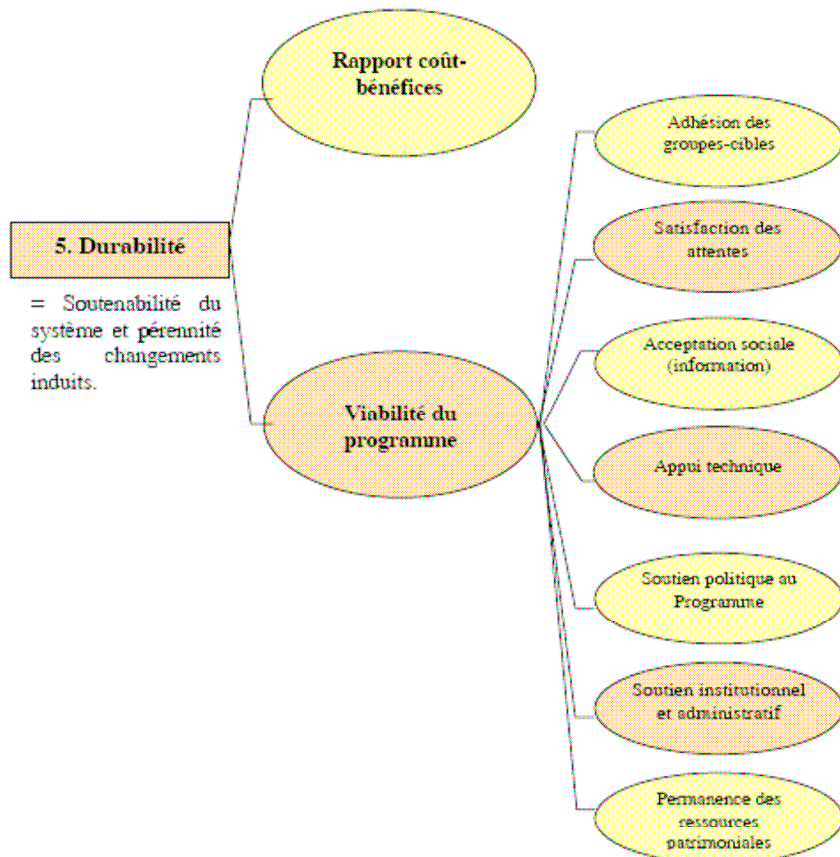 Rapport coût-
bénéfices
5. Durabilité
= Soutenabilité du
système et pérennité
des changements
induits.
Viabilité du
programme
Adhésion des
groupes-cibles
Satisfaction des
attentes
Acceptation sociale
(information)
Appui technique
Soutien politique au
Programme
Soutien institutionnel
et administratif
Permanence des
ressources
patrimoniales